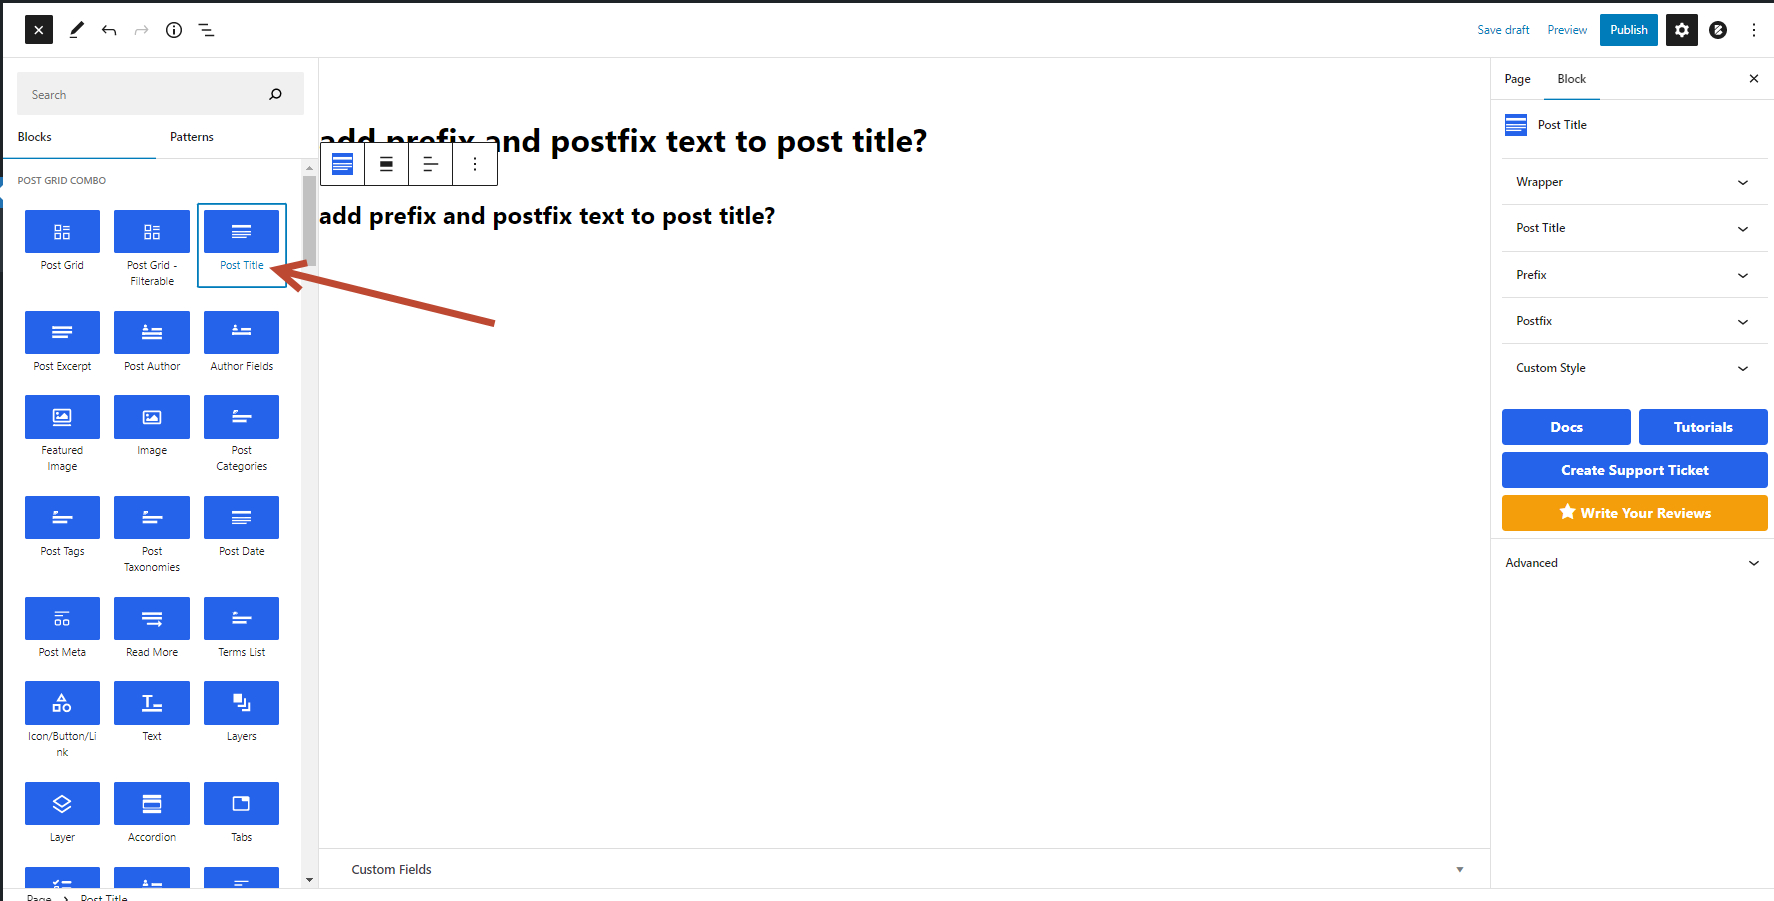 Save draft
Preview
Publish
Search
Blocks
Patterns
POST GRID COMBO
Post Grid
Post Grid -
Filterable
Post Title
Post Excerpt
Post Author
Author Fields
Featured
Image
Image
Post
Categories
Post Tags
Post
Taxonomies
Post Date
Post Meta
Read More
Terms List
Icon/Button/Li
nk
Text
Layers
Layer
Accordion
Tabs
add prefix and postfix text to post title?
add prefix and postfix text to post title?
Custom Fields
Page
Block
Post Title
Wrapper
Post Title
Prefix
Postfix
Custom Style
Docs
Tutorials
Create Support Ticket
Write Your Reviews
Advanced
Page
Post Title